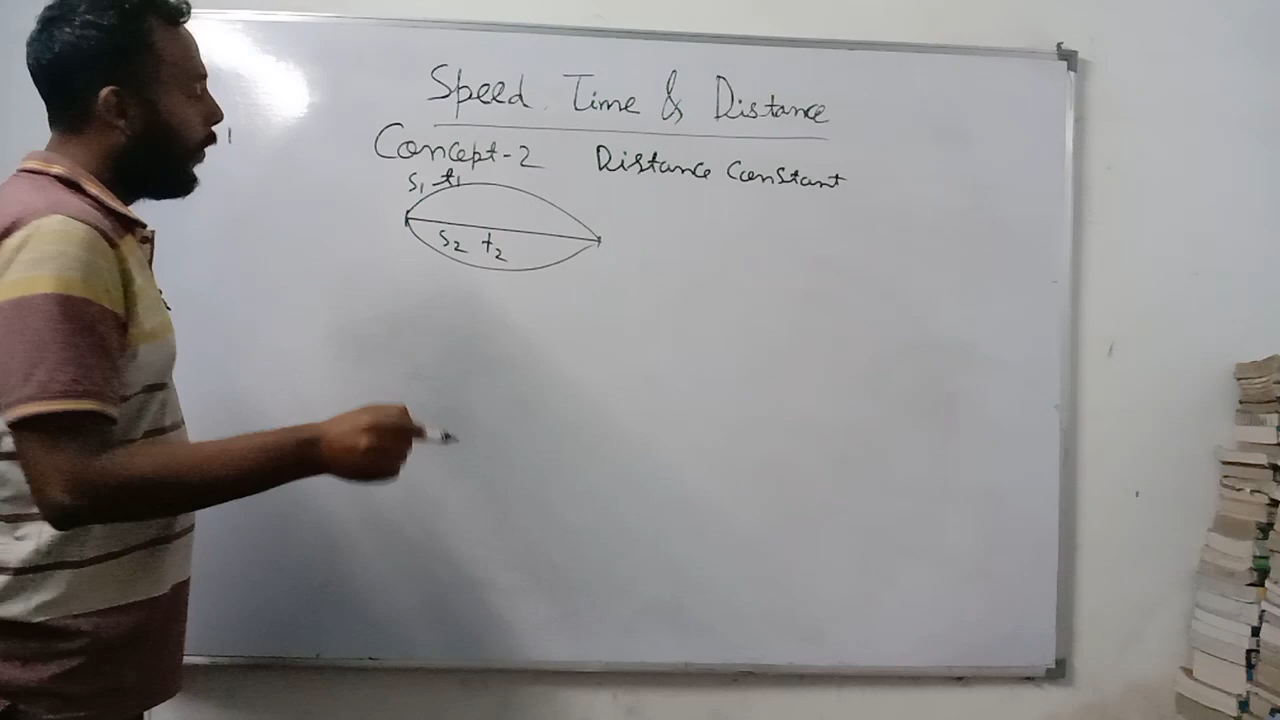 Speed, Time & Distance
Concept-2 Distance Constant
S₁ t₁
S₂ t₂